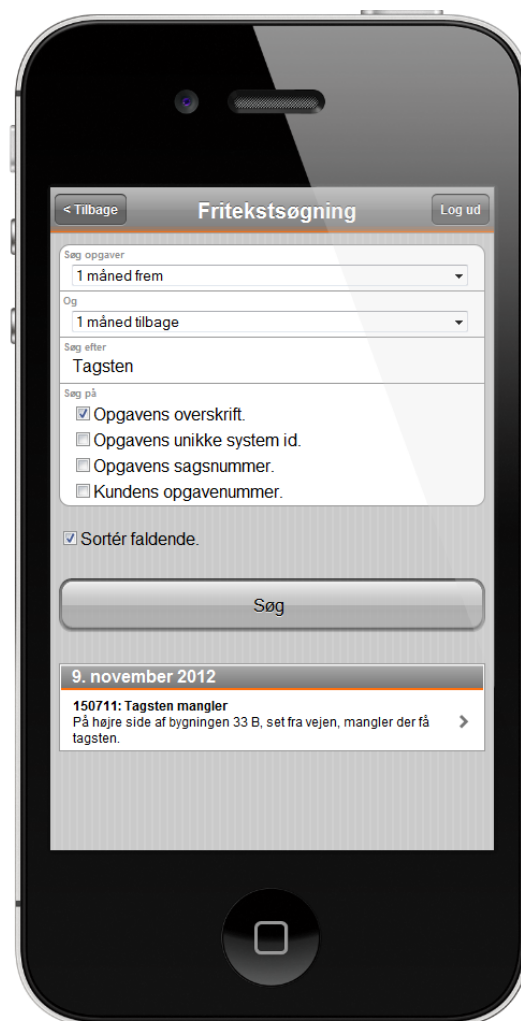 < Tilbage
Fritekstsøgning
Log ud
Søg opgaver
1 måned frem
Og
1 måned tilbage
Søg efter
Tagsten
Søg på
Opgavens overskrift.
Opgavens unikke system id.
Opgavens sagsnummer.
Kundens opgavenummer.
Sortér faldende.
Søg
9. november 2012
150711: Tagsten mangler
På højre side af bygningen 33 B, set fra vejen, mangler der få
tagsten.